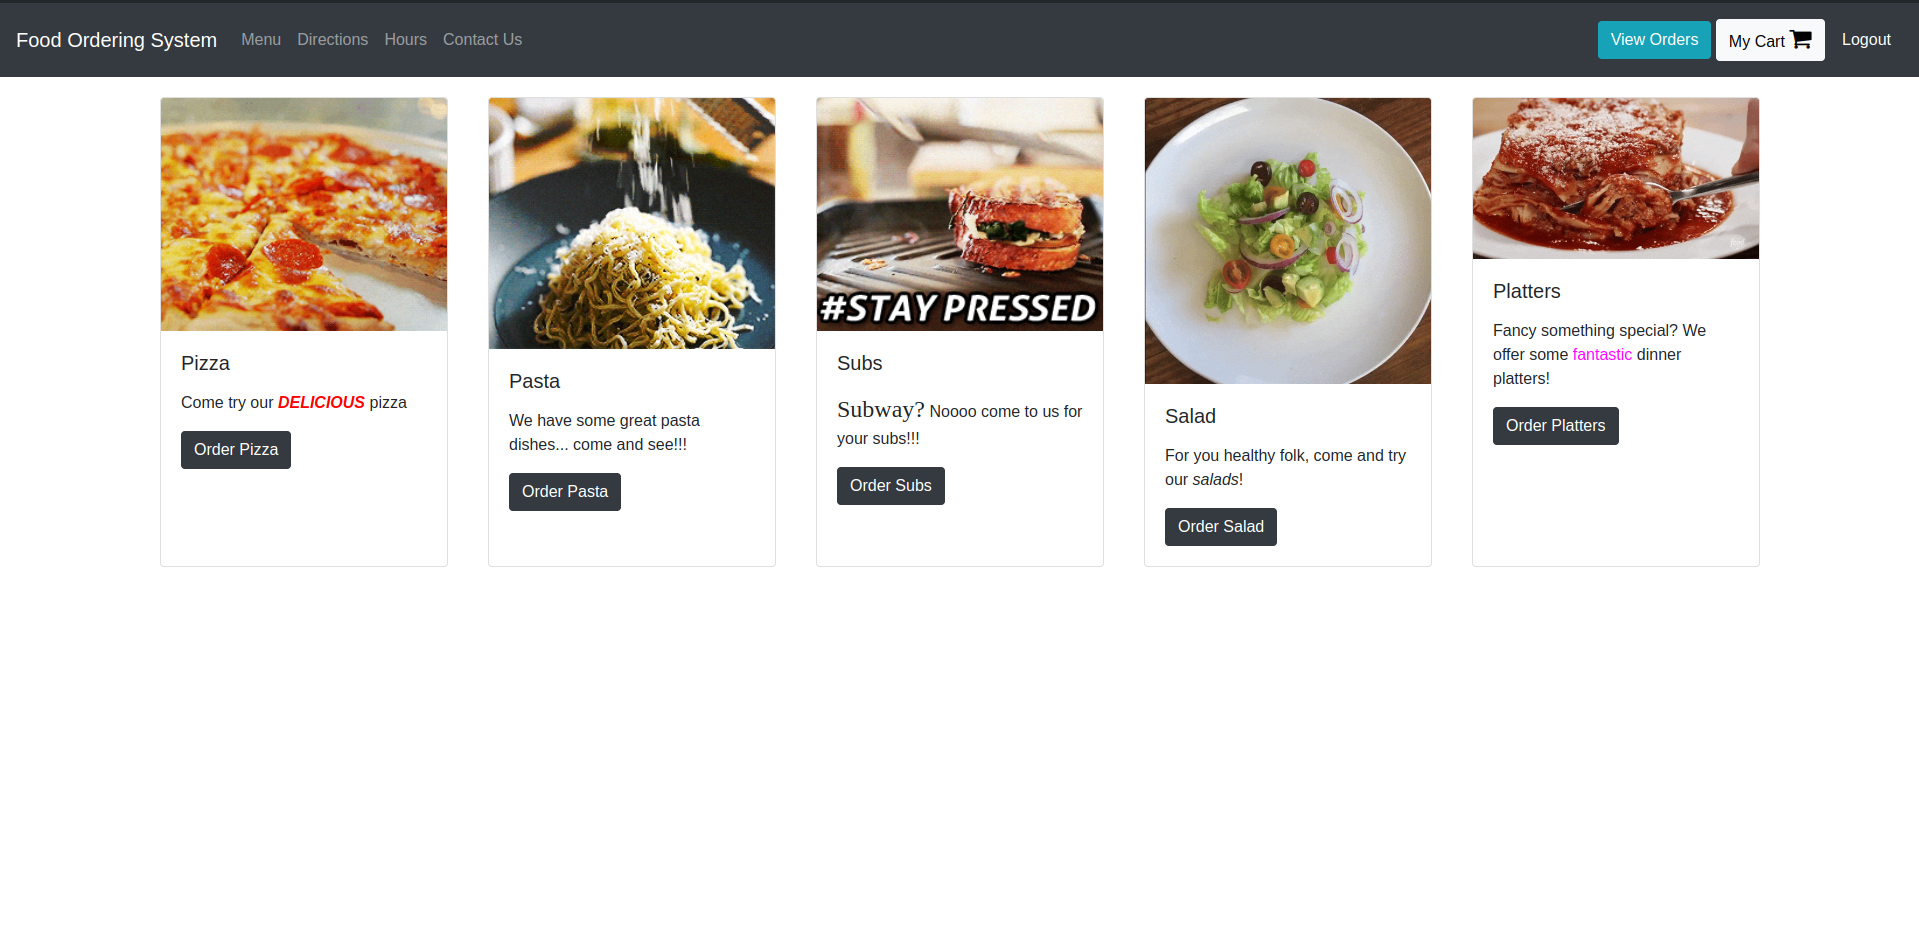 Food Ordering System Menu Directions Hours Contact Us View Orders My Cart Logout
Pizza
Come try our DELICIOUS pizza
Order Pizza
Pasta
We have some great pasta
dishes... come and see!!!
Order Pasta
#STAY PRESSED
Subs
Subway? Noooo come to us for
your subs!!!
Order Subs
Salad
For you healthy folk, come and try
our salads!
Order Salad
Platters
Fancy something special? We
offer some fantastic dinner
platters!
Order Platters